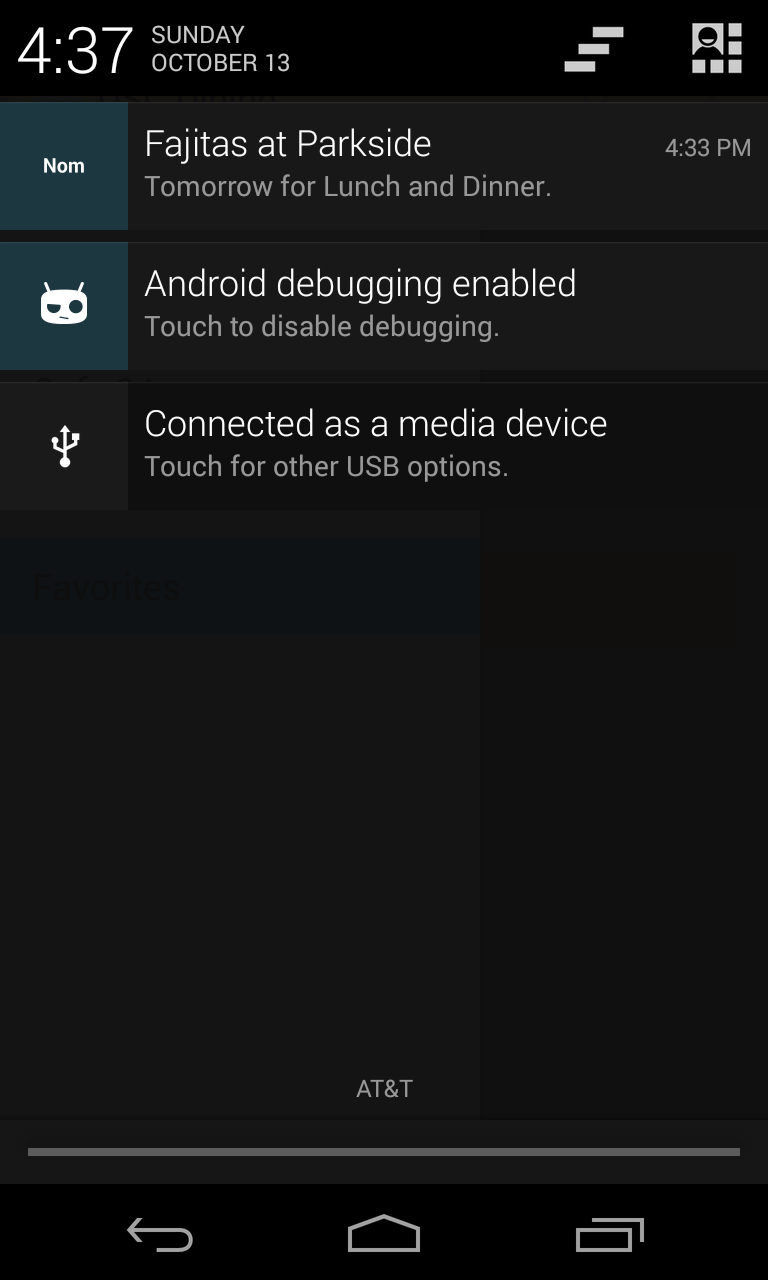 4:37
SUNDAY
OCTOBER 13
Nom
Fajitas at Parkside
4:33 PM
Tomorrow for Lunch and Dinner.
Android debugging enabled
Touch to disable debugging.
Connected as a media device
Touch for other USB options.
Favorites
AT&T